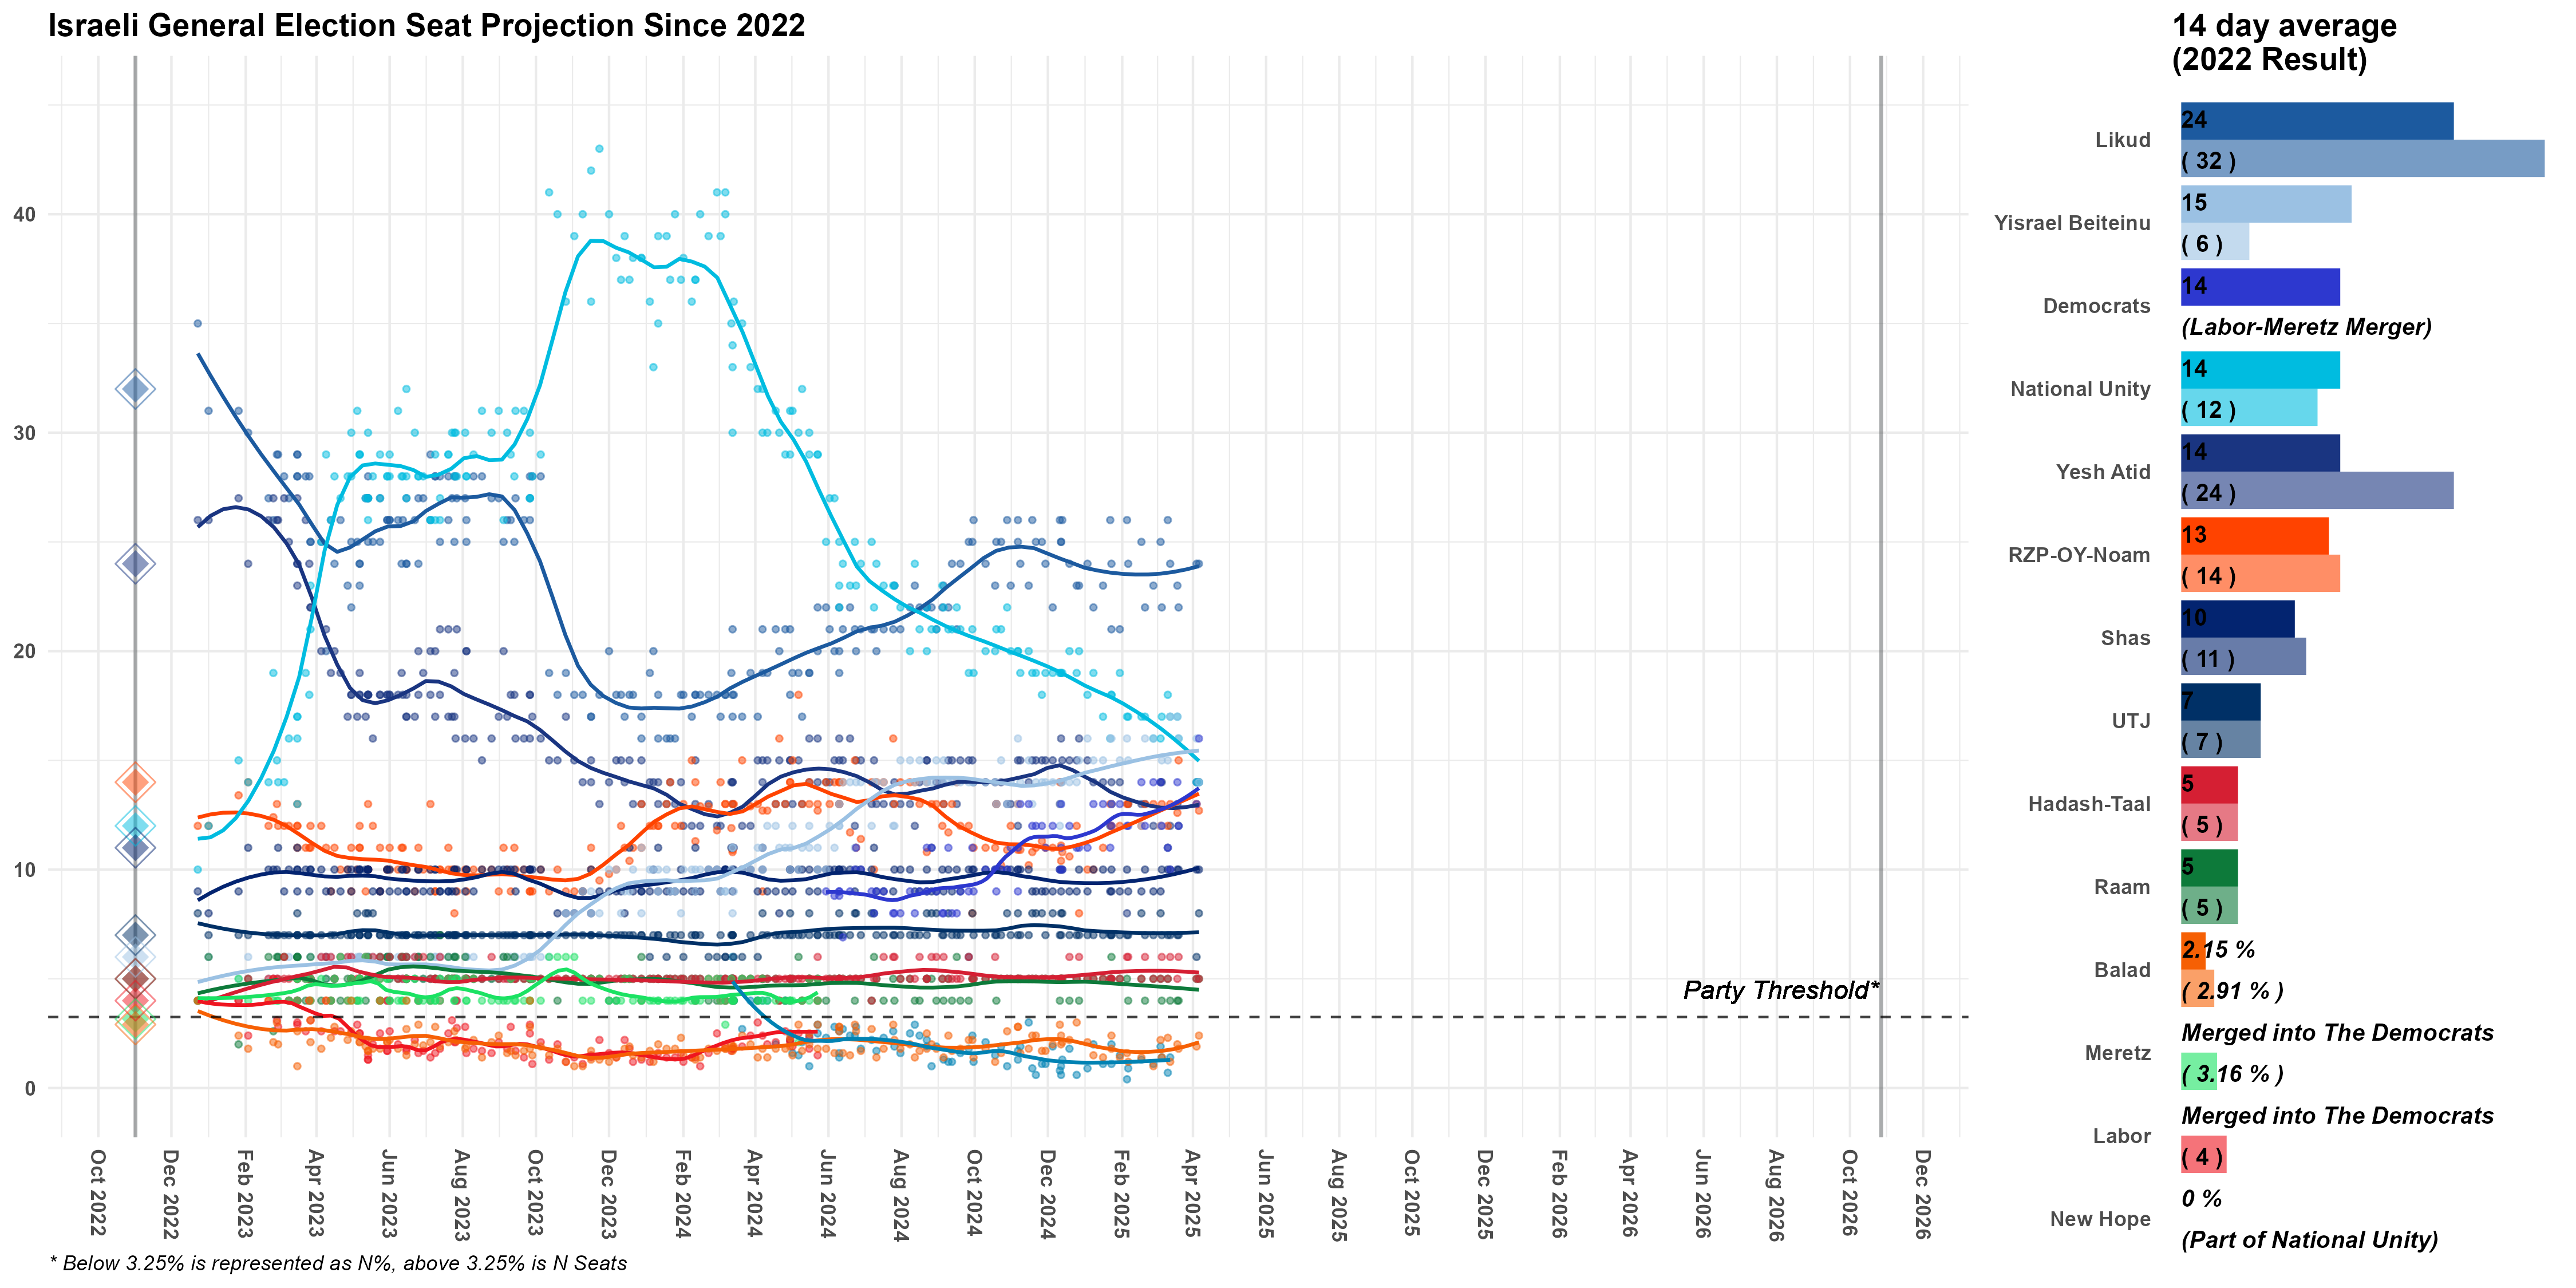 Israeli General Election Seat Projection Since 2022
14 day average
(2022 Result)
40
30
20
10
0
Party Threshold*
Oct 2022
Dec 2022
Feb 2023
Apr 2023
Jun 2023
Aug 2023
Oct 2023
Dec 2023
Feb 2024
Apr 2024
Jun 2024
Aug 2024
Oct 2024
Dec 2024
Feb 2025
Apr 2025
Jun 2025
Aug 2025
Oct 2025
Dec 2025
Feb 2026
Apr 2026
Jun 2026
Aug 2026
Oct 2026
Dec 2026
* Below 3.25% is represented as N%, above 3.25% is N Seats
Likud
24
( 32 )
Yisrael Beiteinu
15
( 6 )
Democrats
14
(Labor-Meretz Merger)
National Unity
14
( 12 )
Yesh Atid
14
( 24 )
RZP-OY-Noam
13
( 14 )
Shas
10
( 11 )
UTJ
7
( 7 )
Hadash-Taal
5
( 5 )
Raam
5
( 5 )
Balad
2.15 %
( 2.91 % )
Meretz
Merged into The Democrats
( 3.16 % )
Labor
Merged into The Democrats
( 4 )
New Hope
0 %
(Part of National Unity)